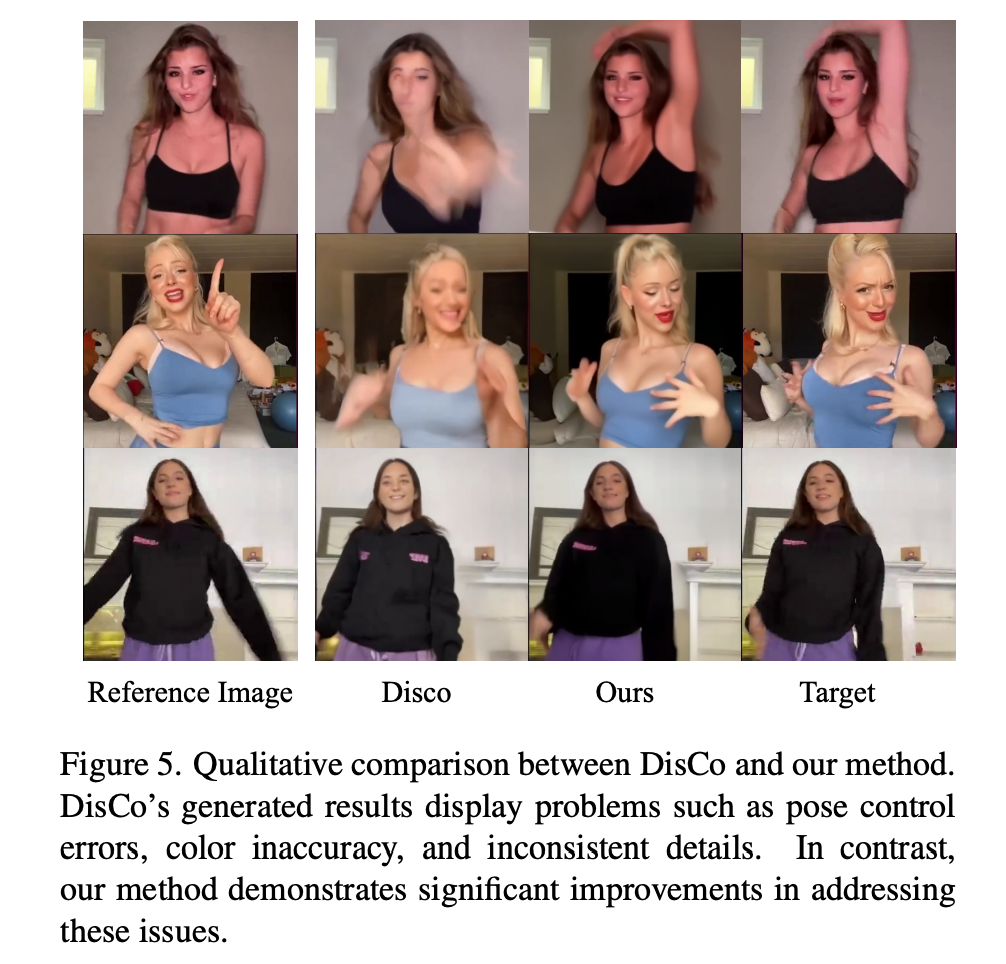 Reference Image Disco Ours Target
Figure 5. Qualitative comparison between DisCo and our method.
DisCo’s generated results display problems such as pose control
errors, color inaccuracy, and inconsistent details. In contrast,
our method demonstrates significant improvements in addressing
these issues.